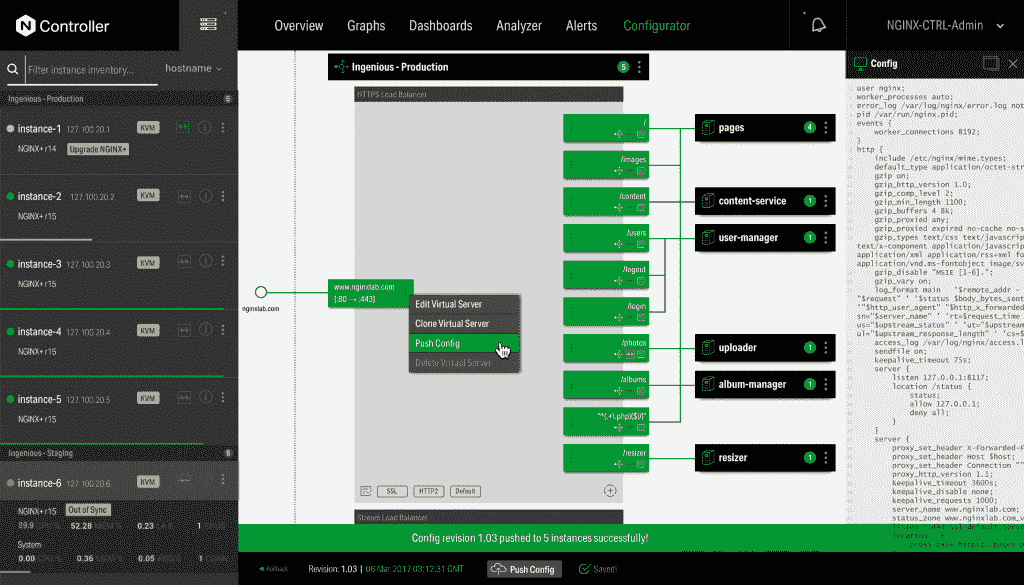 N Controller
Overview
Graphs
Dashboards
Analyzer
Alerts
Configurator
NGINX-CTRL-Admin
Filter instance inventory...
hostname
Ingenious - Production
5
instance-1 127.100.20.1 KVM
NGINX+ r14 Upgrade NGINX+
instance-2 127.100.20.2 KVM
NGINX+ r15
instance-3 127.100.20.3 KVM
NGINX+ r15
instance-4 127.100.20.4 KVM
NGINX+ r15
instance-5 127.100.20.5 KVM
NGINX+ r15
Ingenious - Staging
instance-6 127.100.20.6 KVM
NGINX+ r15 Out of Sync
99.9 CPU% 52.28 MEM% 0.23 1
System
0.00 CPU% 0.36 MEM% 0.05 1
Ingenious - Production 5
HTTPS Load Balancer
nginxlab.com
www.nginxlab.com
[:80 → :443]
Edit Virtual Server
Clone Virtual Server
Push Config
Delete Virtual Server
/
/images
/content
/users
/logout
/login
/photos
/albums
/resizer
pages 4
content-service 1
user-manager 1
uploader 1
album-manager 1
resizer 1
SSL
HTTP2
Default
Stream Load Balancer
Config revision 1.03 pushed to 5 instances successfully!
Rollback
Revision: 1.03 | 06 Mar 2017 03:12:31 GMT
Push Config
Saved!
Config
user nginx;
worker_processes auto;
error_log /var/log/nginx/error.log not
pid /var/run/nginx.pid;
events {
worker_connections 8192;
}
http {
include /etc/nginx/mime.types;
default_type application/octet-str
gzip on;
gzip_http_version 1.0;
gzip_comp_level 2;
gzip_min_length 1100;
gzip_buffers 4 8k;
gzip_proxied any;
gzip_proxied expired no-cache no-s
gzip_types text/css text/javascrip
text/x-component application/javascrip
application/xml application/rss+xml fo
application/vnd.ms-fontobject image/sv
gzip_disable "MSIE [1-6].";
gzip_vary on;
log_format main '$remote_addr -
"$request" ' '$status $body_bytes_sent
'"$http_user_agent" "$http_x_forwarded
sn="$server_name" ' 'rt=$request_time
us="$upstream_status" ' 'ut="$upstream
ul="$upstream_response_length" ' 'cs=$
access_log /var/log/nginx/access.l
sendfile on;
keepalive_timeout 75s;
server {
listen 127.0.0.1:8117;
location /status {
status;
allow 127.0.0.1;
deny all;
}
}
server {
proxy_set_header X-Forwarded-F
proxy_set_header Host $host;
proxy_set_header Connection ""
proxy_http_version 1.1;
keepalive_timeout 3600s;
keepalive_disable none;
keepalive_requests 1000;
server_name www.nginxlab.com;
status_zone www.nginxlab.com_v